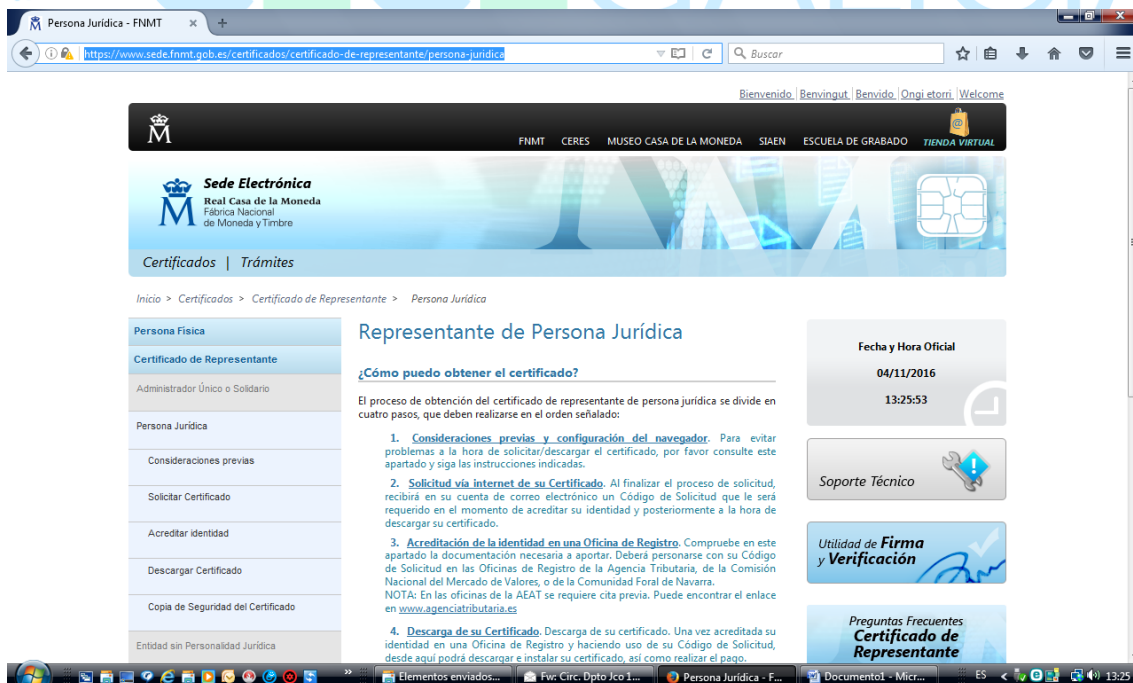 Persona Jurídica - FNMT
https://www.sede.fnmt.gob.es/certificados/certificado-de-representante/persona-juridica
Buscar
Bienvenido Benvingut Benvido Ongi etorri Welcome
FNMT CERES MUSEO CASA DE LA MONEDA SIAEN ESCUELA DE GRABADO TIENDA VIRTUAL
Sede Electrónica
Real Casa de la Moneda
Fábrica Nacional
de Moneda y Timbre
Certificados | Trámites
Inicio > Certificados > Certificado de Representante > Persona Jurídica
Persona Física
Certificado de Representante
Administrador Único o Solidario
Persona Jurídica
Consideraciones previas
Solicitar Certificado
Acreditar identidad
Descargar Certificado
Copia de Seguridad del Certificado
Entidad sin Personalidad Jurídica
Representante de Persona Jurídica
¿Cómo puedo obtener el certificado?
El proceso de obtención del certificado de representante de persona jurídica se divide en
cuatro pasos, que deben realizarse en el orden señalado:
1. Consideraciones previas y configuración del navegador. Para evitar
problemas a la hora de solicitar/descargar el certificado, por favor consulte este
apartado y siga las instrucciones indicadas.
2. Solicitud vía internet de su Certificado. Al finalizar el proceso de solicitud,
recibirá en su cuenta de correo electrónico un Código de Solicitud que le será
requerido en el momento de acreditar su identidad y posteriormente a la hora de
descargar su certificado.
3. Acreditación de la identidad en una Oficina de Registro. Compruebe en este
apartado la documentación necesaria a aportar. Deberá personarse con su Código
de Solicitud en las Oficinas de Registro de la Agencia Tributaria, de la Comisión
Nacional del Mercado de Valores, o de la Comunidad Foral de Navarra.
NOTA: En las oficinas de la AEAT se requiere cita previa. Puede encontrar el enlace
en www.agenciatributaria.es
4. Descarga de su Certificado. Descarga de su certificado. Una vez acreditada su
identidad en una Oficina de Registro y haciendo uso de su Código de Solicitud,
desde aquí podrá descargar e instalar su certificado, así como realizar el pago.
Fecha y Hora Oficial
04/11/2016
13:25:53
Soporte Técnico
Utilidad de Firma
y Verificación
Preguntas Frecuentes
Certificado de
Representante
Elementos enviados... Fw: Circ. Dpto Jco 1... Persona Jurídica - F... Documento1 - Micr... ES 13:25